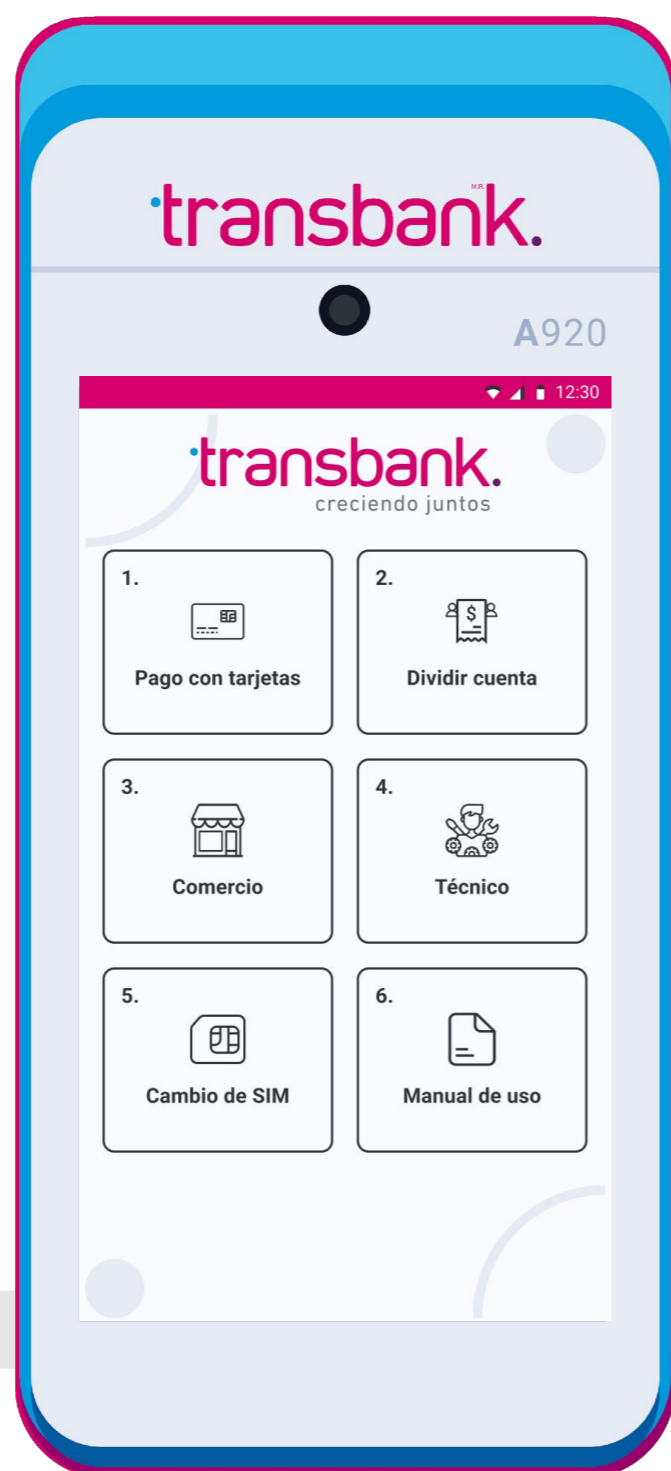 transbank.
M.R.
A920
12:30
transbank.
creciendo juntos
1.
Pago con tarjetas
2.
$
Dividir cuenta
3.
Comercio
4.
Técnico
5.
Cambio de SIM
6.
Manual de uso